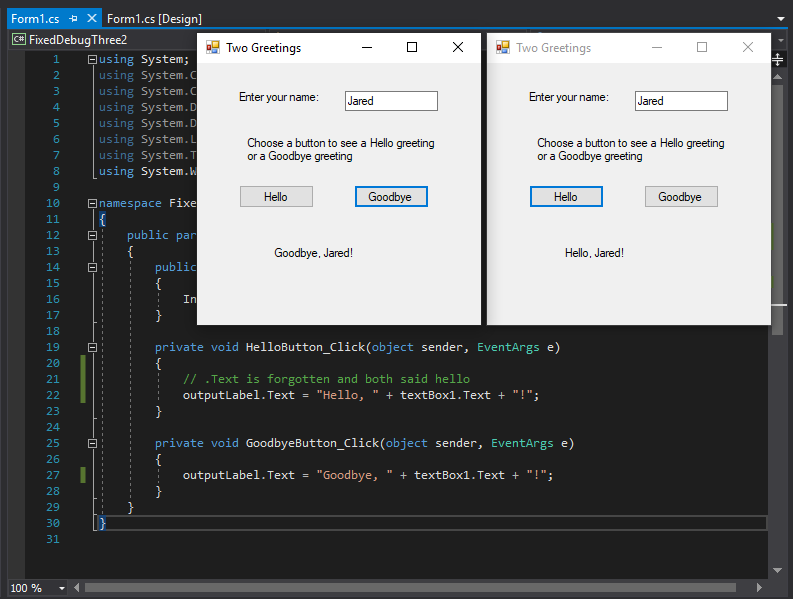 Form1.cs
Form1.cs [Design]
C# FixedDebugThree2
1 using System;
2 using System.C
3 using System.C
4 using System.D
5 using System.D
6 using System.L
7 using System.T
8 using System.W
9
10 namespace Fixe
11 {
12 public par
13 {
14 public
15 {
16 In
17 }
18
19 private void HelloButton_Click(object sender, EventArgs e)
20 {
21 // .Text is forgotten and both said hello
22 outputLabel.Text = "Hello, " + textBox1.Text + "!";
23 }
24
25 private void GoodbyeButton_Click(object sender, EventArgs e)
26 {
27 outputLabel.Text = "Goodbye, " + textBox1.Text + "!";
28 }
29 }
30 }
31
100 %
Two Greetings
Enter your name: Jared
Choose a button to see a Hello greeting
or a Goodbye greeting
Hello Goodbye
Goodbye, Jared!
Two Greetings
Enter your name: Jared
Choose a button to see a Hello greeting
or a Goodbye greeting
Hello Goodbye
Hello, Jared!